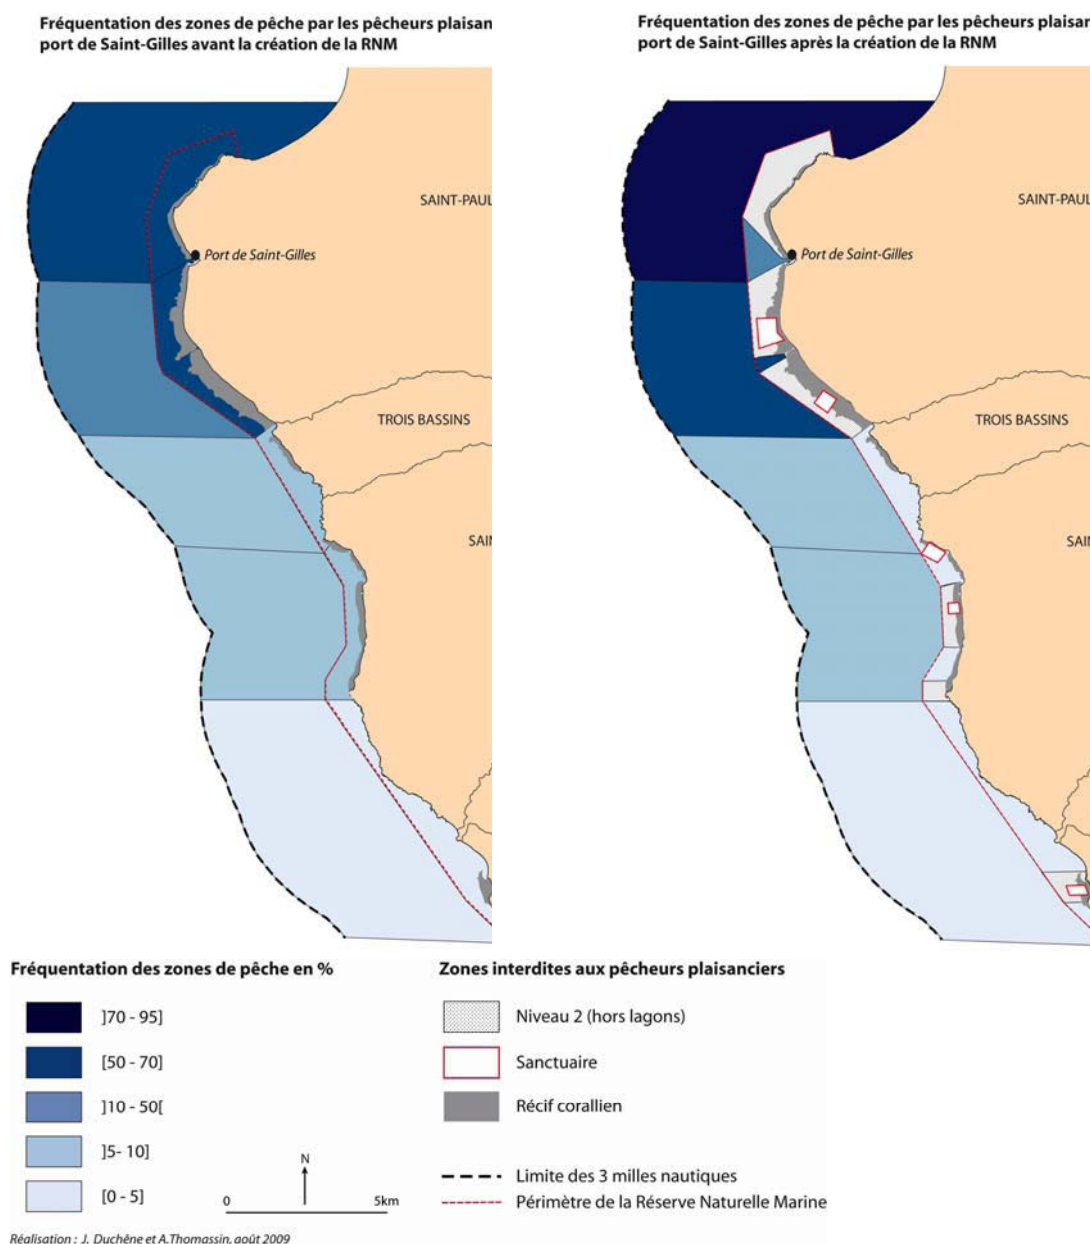 Fréquentation des zones de pêche par les pêcheurs
port de Saint-Gilles avant la création de la RNM
SAINT-PAUL
Port de Saint-Gilles
TROIS BASSINS
Fréquentation des zones de pêche par les pêcheurs
port de Saint-Gilles après la création de la RNM
SAINT-PAUL
Port de Saint-Gilles
TROIS BASSINS
Fréquentation des zones de pêche en %
]70 - 95]
[50 - 70]
]10 - 50[
]5- 10]
[0 - 5]
N
0 5km
Zones interdites aux pêcheurs plaisanciers
Niveau 2 (hors lagons)
Sanctuaire
Récif corallien
Limite des 3 milles nautiques
Périmètre de la Réserve Naturelle Marine
Réalisation : J. Duchêne et A.Thomassin, août 2009